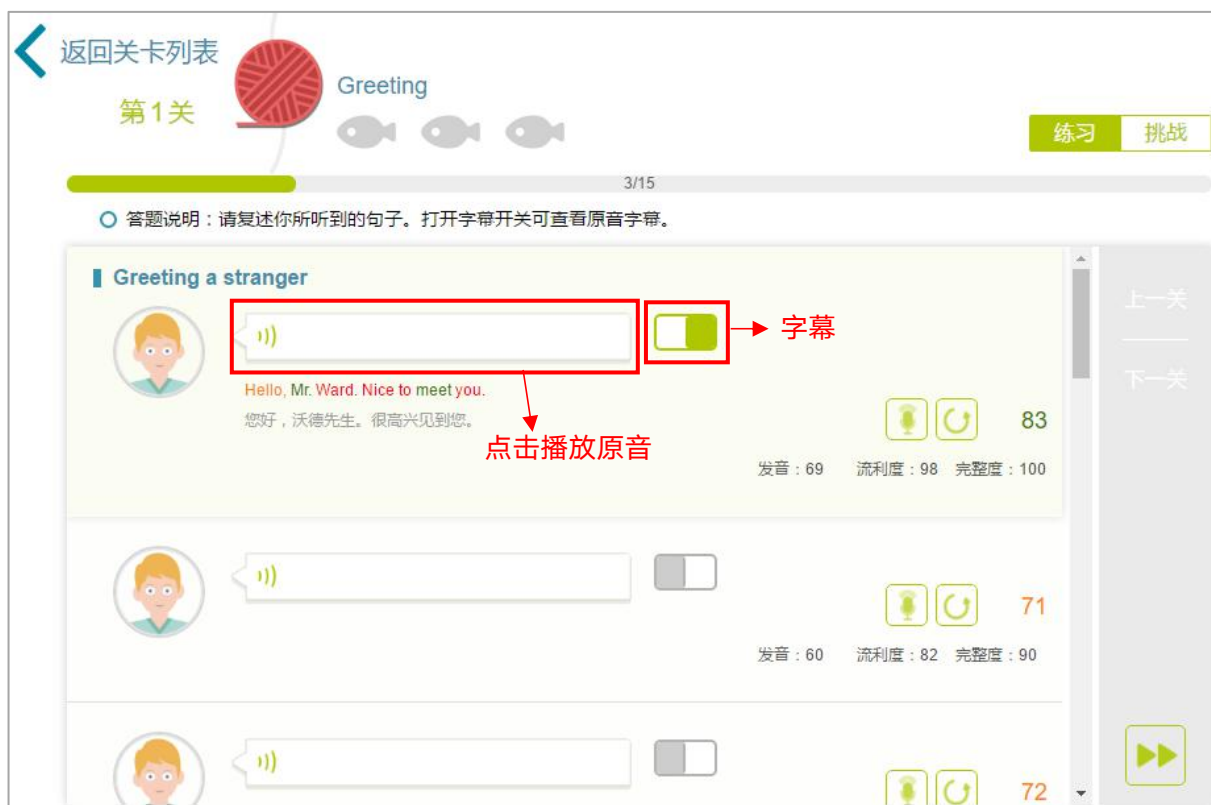 返回关卡列表
第1关
Greeting
练习
挑战
3/15
答题说明：请复述你所听到的句子。打开字幕开关可查看原音字幕。
Greeting a stranger
字幕
Hello, Mr. Ward. Nice to meet you.
您好，沃德先生。很高兴见到您。
点击播放原音
83
发音：69 流利度：98 完整度：100
71
发音：60 流利度：82 完整度：90
72
上一关
下一关